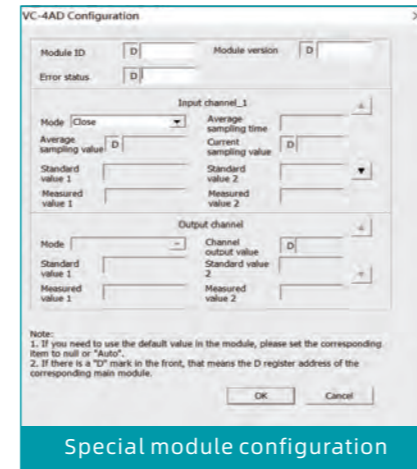 VC-4AD Configuration
Module ID D Module version D
Error status D
Input channel_1
Mode Close Average sampling time
Average sampling value D Current sampling value D
Standard value 1 Standard value 2
Measured value 1 Measured value 2
Output channel
Mode Channel output value D
Standard value 1 Standard value 2
Measured value 1 Measured value 2
Note:
1. If you need to use the default value in the module, please set the corresponding
item to null or "Auto".
2. If there is a "D" mark in the front, that means the D register address of the
corresponding main module.
OK Cancel
Special module configuration